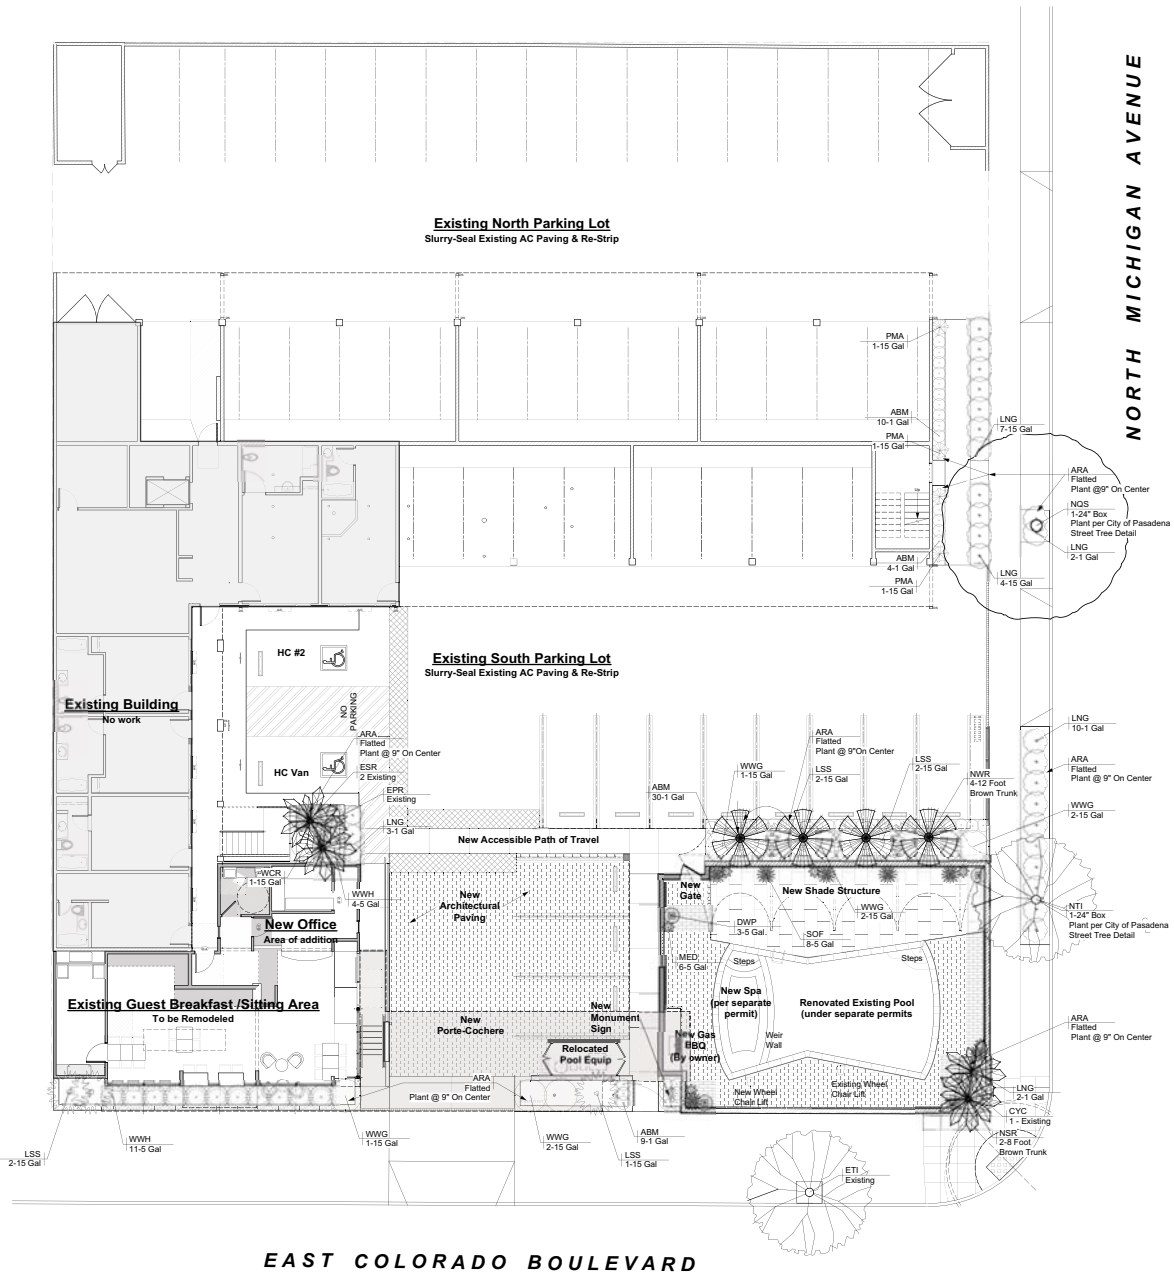 NORTH MICHIGAN AVENUE
Existing North Parking Lot
Slurry-Seal Existing AC Paving & Re-Strip
PMA
1-15 Gal
ABM
10-1 Gal
PMA
1-15 Gal
LNG
7-15 Gal
ARA
Flatted
Plant @9" On Center
NQS
1-24" Box
Plant per City of Pasadena
Street Tree Detail
LNG
2-1 Gal
ABM
4-1 Gal
PMA
1-15 Gal
LNG
4-15 Gal
HC #2
Existing South Parking Lot
Slurry-Seal Existing AC Paving & Re-Strip
Existing Building
No work
NO
PARKING
HC Van
ARA
Flatted
Plant @ 9" On Center
ESR
2 Existing
EPR
Existing
LNG
3-1 Gal
ABM
30-1 Gal
WWG
1-15 Gal
ARA
Flatted
Plant @ 9"On Center
LSS
2-15 Gal
LSS
2-15 Gal
NWR
4-12 Foot
Brown Trunk
LNG
10-1 Gal
ARA
Flatted
Plant @ 9" On Center
WWG
2-15 Gal
New Accessible Path of Travel
WCR
1-15 Gal
WWH
4-5 Gal
New
Architectural
Paving
New
Gate
New Shade Structure
WWG
2-15 Gal
DWP
3-5 Gal
SOF
8-5 Gal
NTI
1-24" Box
Plant per City of Pasadena
Street Tree Detail
New Office
Area of addition
MED
6-5 Gal
Steps
Steps
New Spa
(per separate
permit)
Renovated Existing Pool
(under separate permits
Existing Guest Breakfast /Sitting Area
To be Remodeled
New
Porte-Cochere
New
Monument
Sign
New Gas
BBQ
(By owner)
Weir
Wall
Relocated
Pool Equip
ARA
Flatted
Plant @ 9" On Center
ARA
Flatted
Plant @ 9" On Center
New Wheel
Chair Lift
Existing Wheel
Chair Lift
LNG
2-1 Gal
CYC
1 - Existing
NSR
2-8 Foot
Brown Trunk
LSS
2-15 Gal
WWH
11-5 Gal
WWG
1-15 Gal
WWG
2-15 Gal
ABM
9-1 Gal
LSS
1-15 Gal
ETI
Existing
EAST COLORADO BOULEVARD